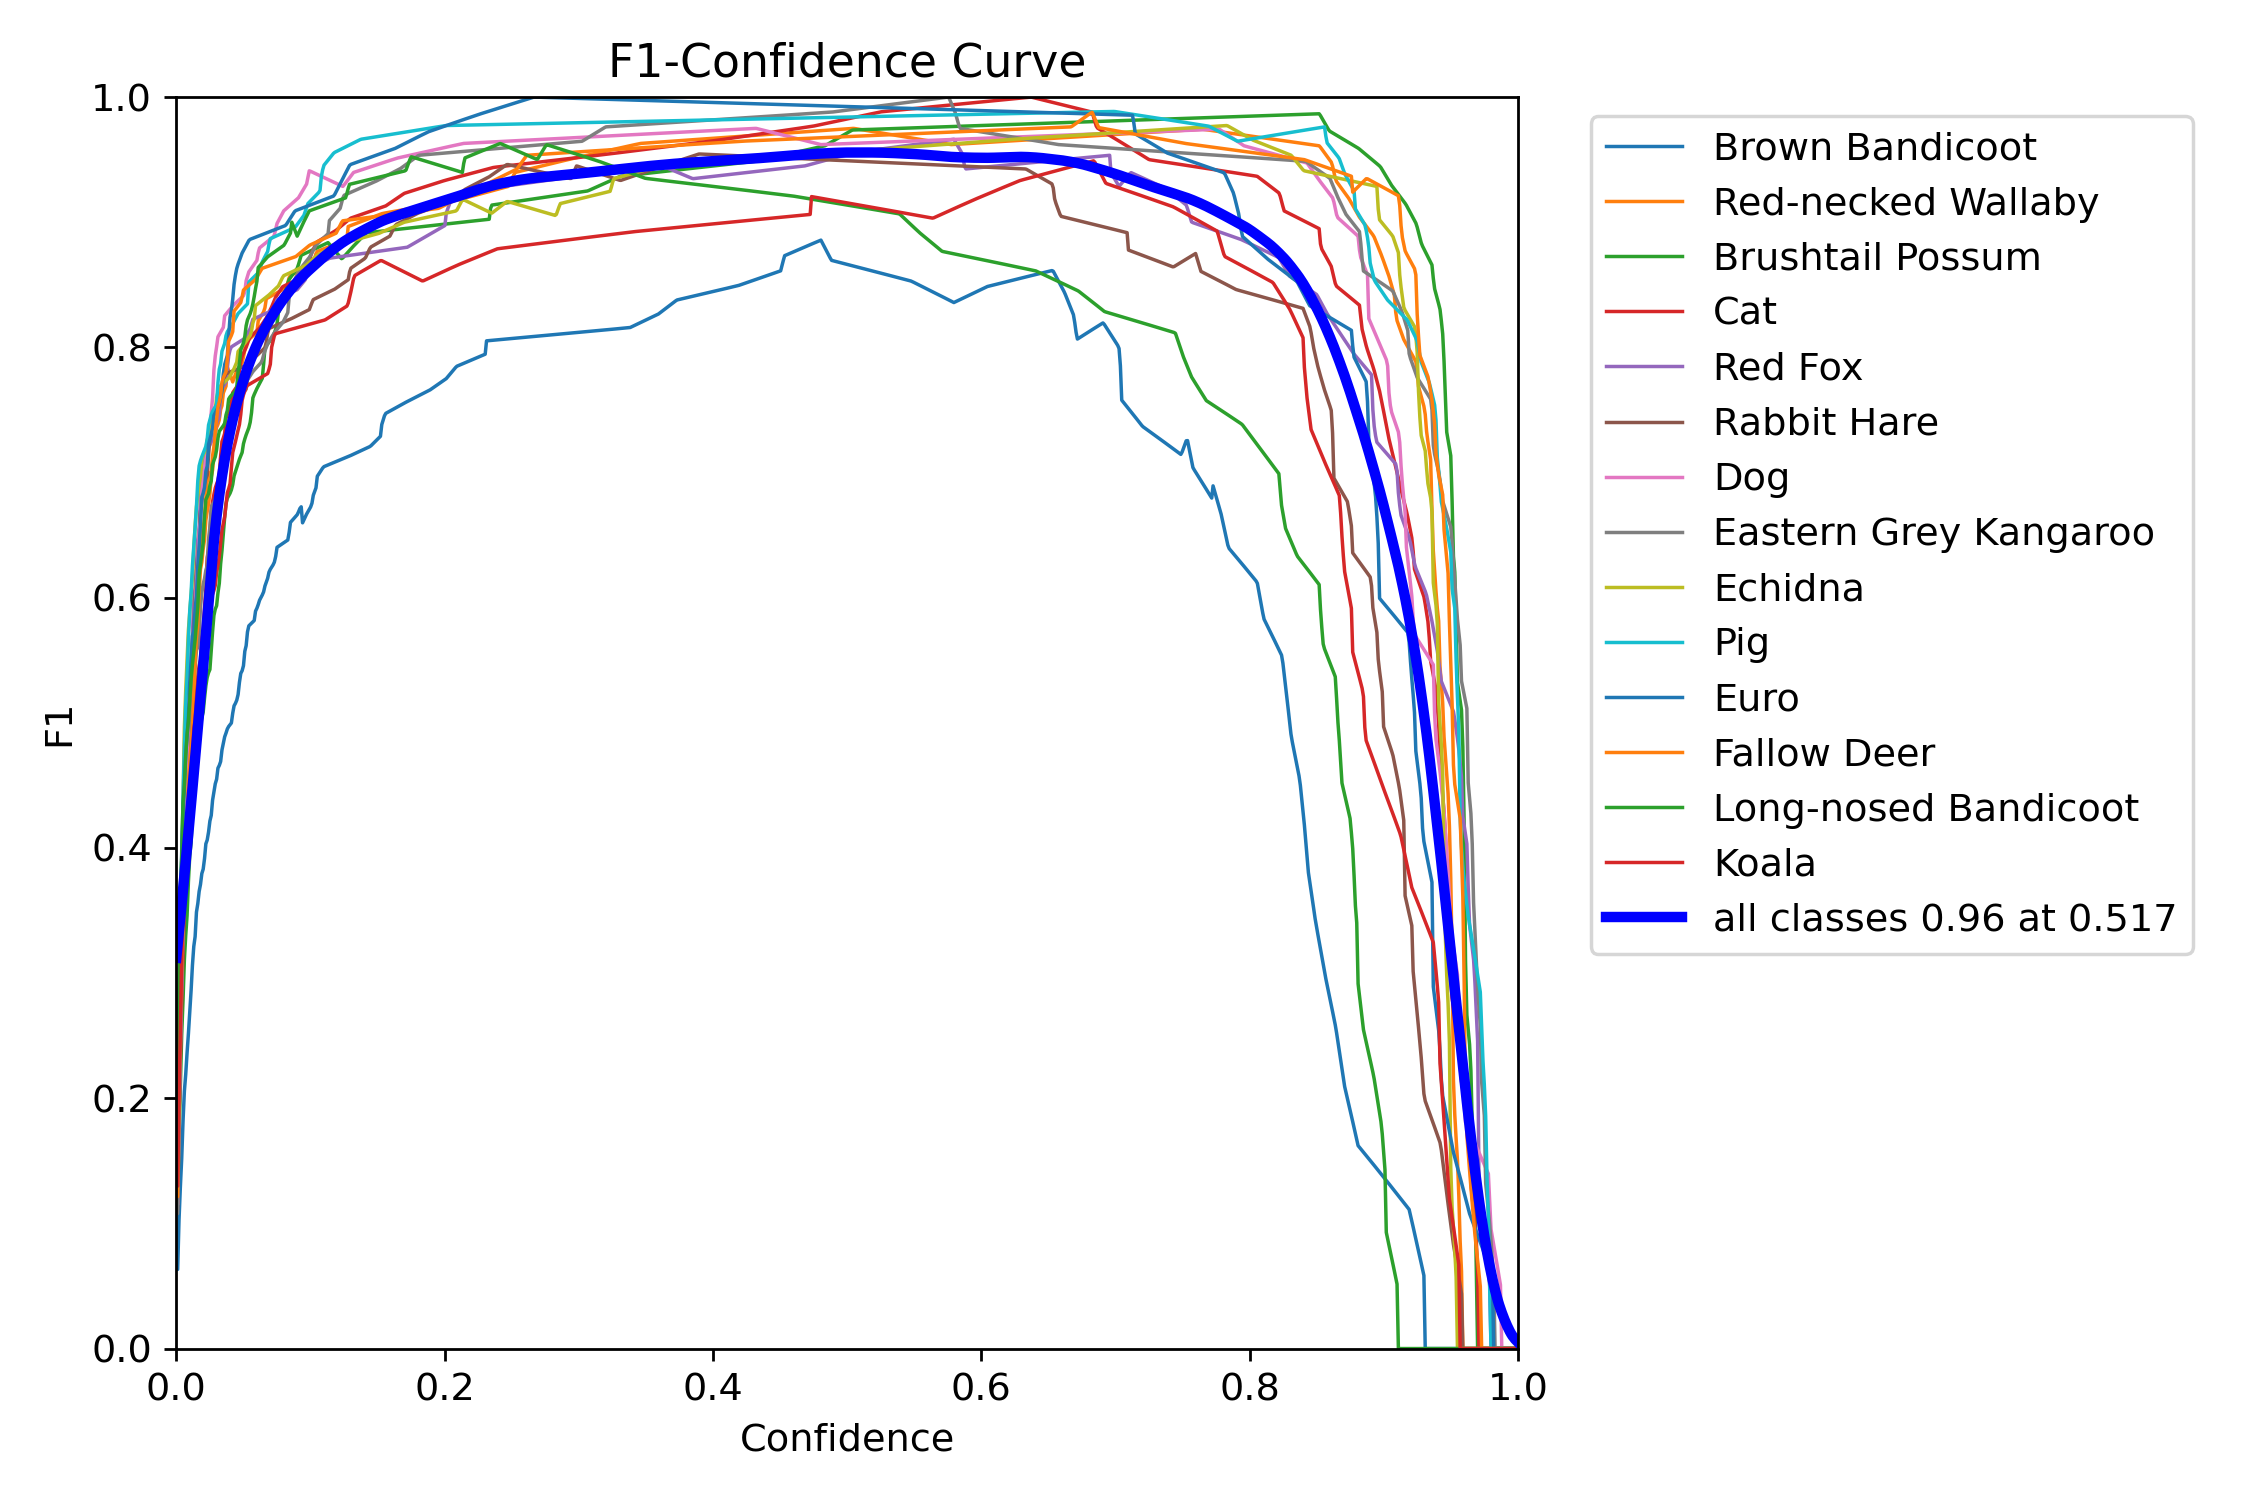 F1-Confidence Curve
1.0
0.8
0.6
0.4
0.2
0.0
F1
0.0 0.2 0.4 0.6 0.8 1.0
Confidence
Brown Bandicoot
Red-necked Wallaby
Brushtail Possum
Cat
Red Fox
Rabbit Hare
Dog
Eastern Grey Kangaroo
Echidna
Pig
Euro
Fallow Deer
Long-nosed Bandicoot
Koala
all classes 0.96 at 0.517